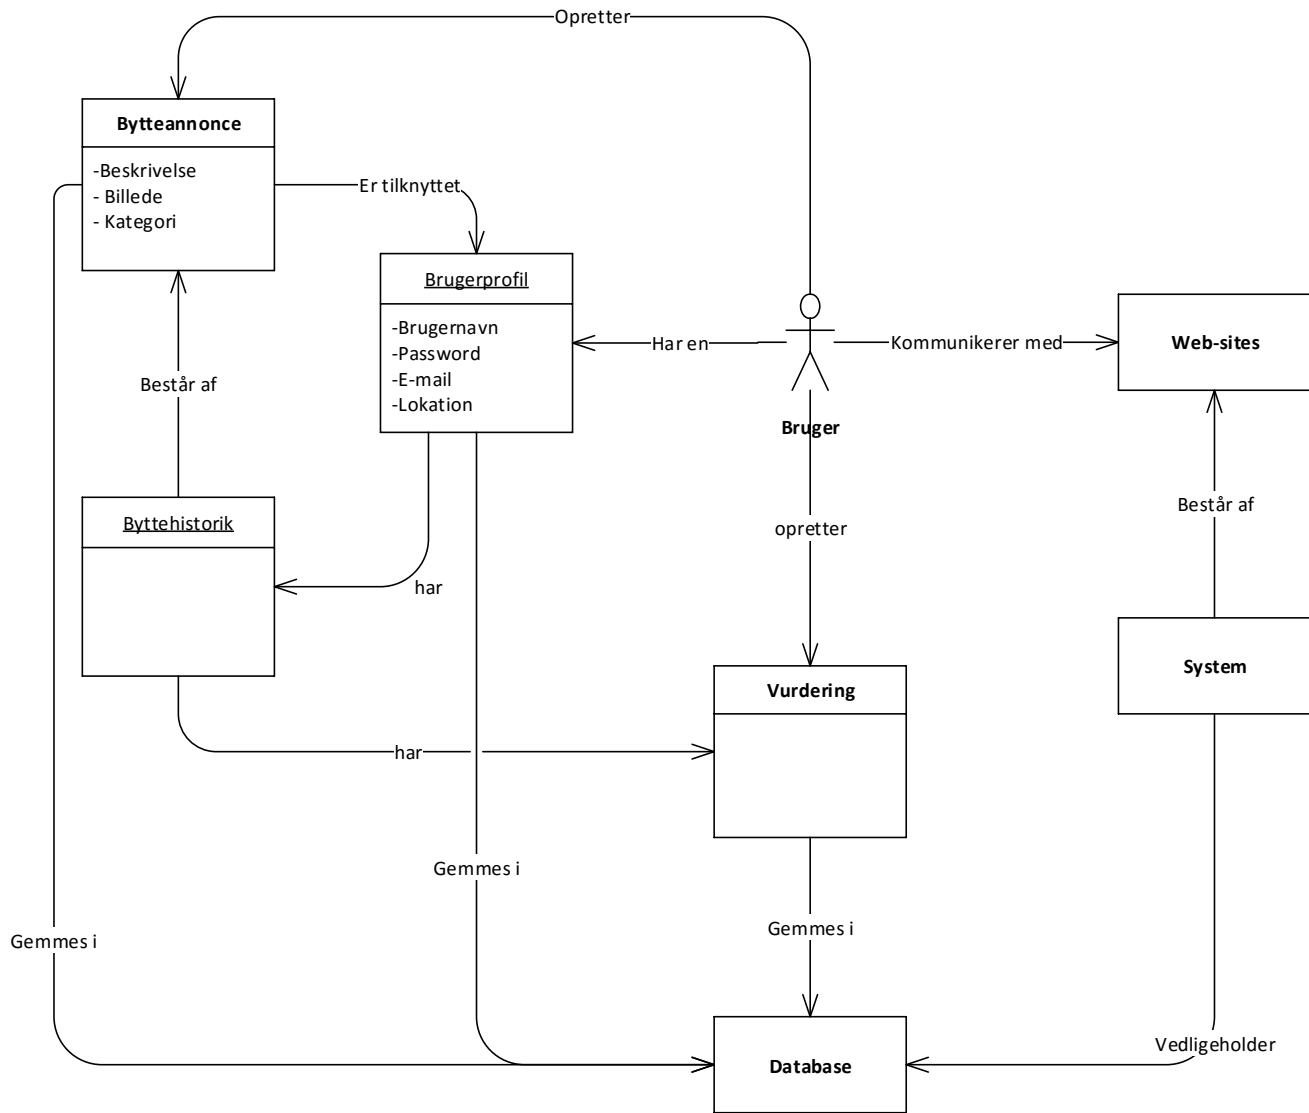 Opretter
Bytteannonce
-Beskrivelse
- Billede
- Kategori
Er tilknyttet
Brugerprofil
-Brugernavn
-Password
-E-mail
-Lokation
Har en
Kommunikerer med
Web-sites
Bruger
Består af
Byttehistorik
har
opretter
Består af
System
Vurdering
har
Gemmes i
Gemmes i
Gemmes i
Vedligeholder
Database